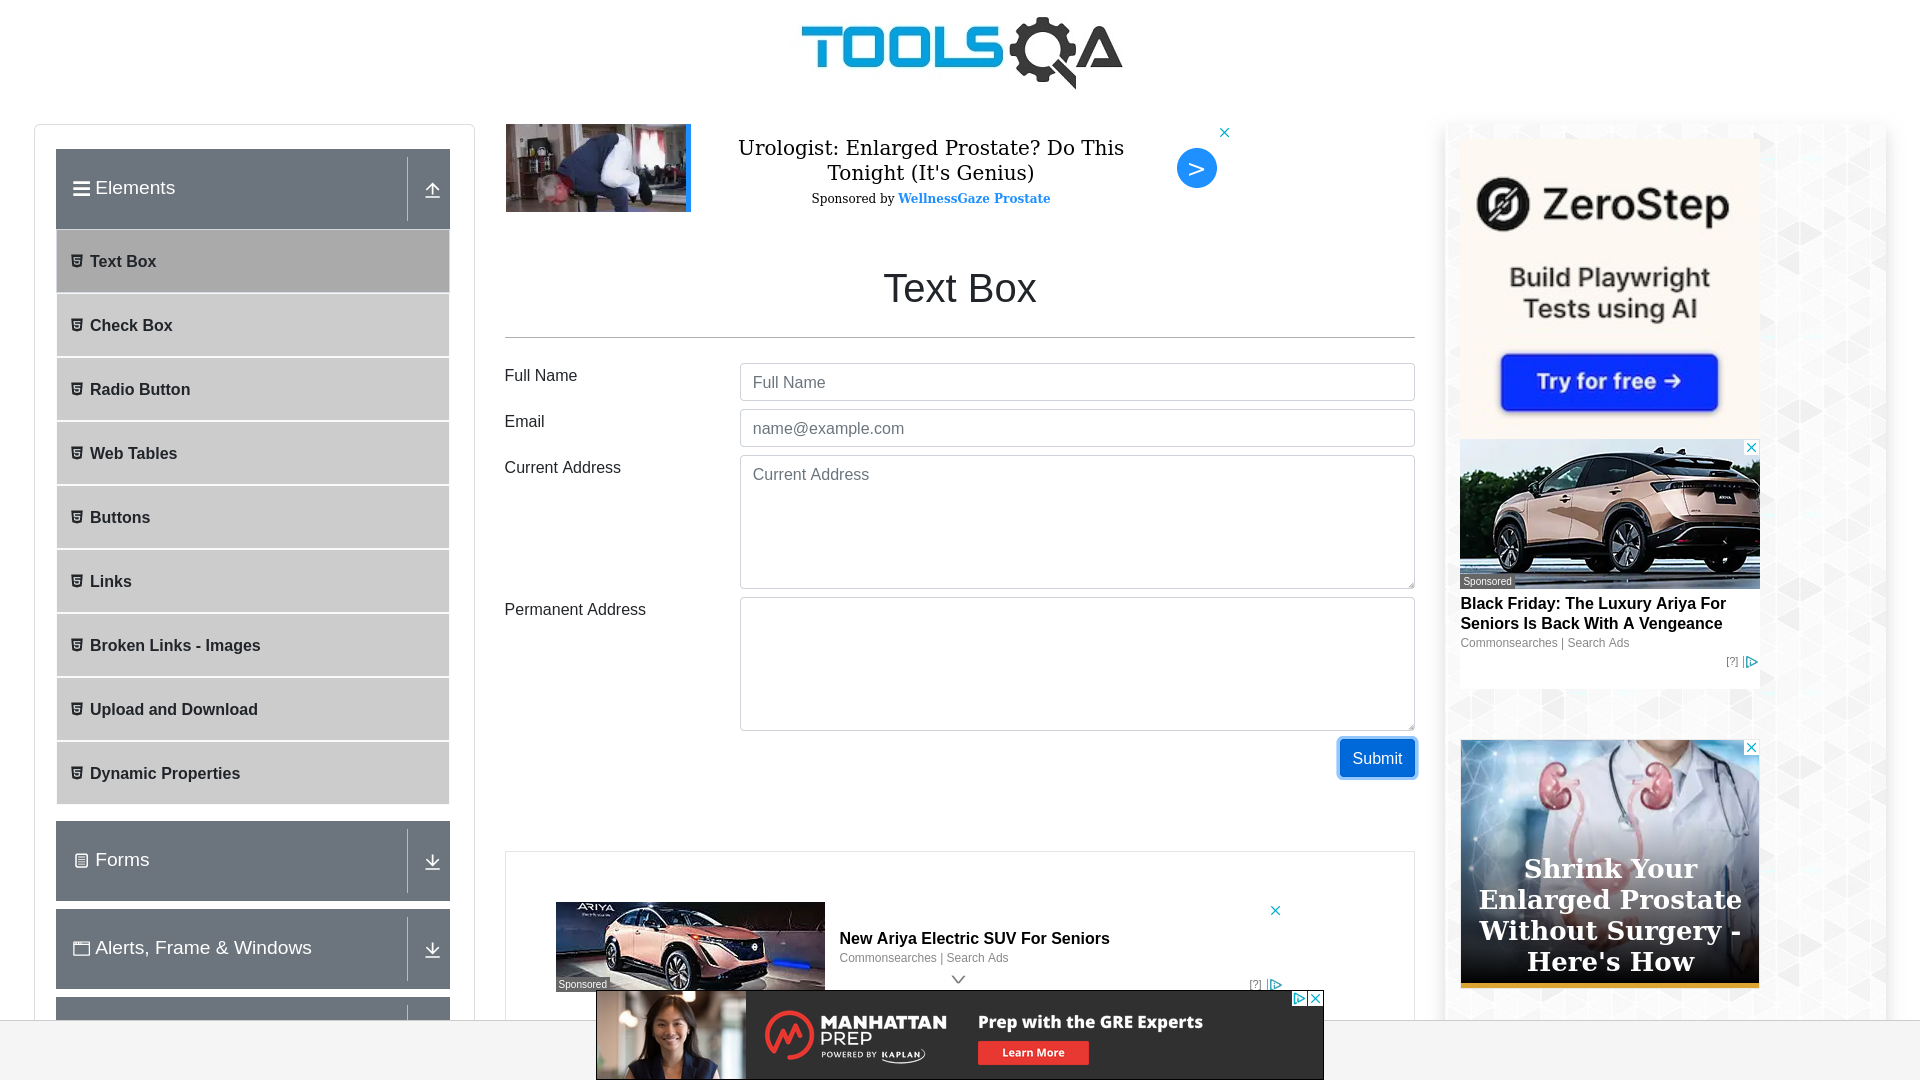 TOOLSQA
Elements
Text Box
Check Box
Radio Button
Web Tables
Buttons
Links
Broken Links - Images
Upload and Download
Dynamic Properties
Forms
Alerts, Frame & Windows
Urologist: Enlarged Prostate? Do This
Tonight (It's Genius)
Sponsored by WellnessGaze Prostate
>
Text Box
Full Name
Full Name
Email
name@example.com
Current Address
Current Address
Permanent Address
Submit
ARIYA
Sponsored
New Ariya Electric SUV For Seniors
Commonsearches | Search Ads
[?]
MANHATTAN
PREP
POWERED BY KAPLAN
Prep with the GRE Experts
Learn More
ZeroStep
Build Playwright
Tests using AI
Try for free →
Sponsored
Black Friday: The Luxury Ariya For
Seniors Is Back With A Vengeance
Commonsearches | Search Ads
[?]
Shrink Your
Enlarged Prostate
Without Surgery -
Here's How